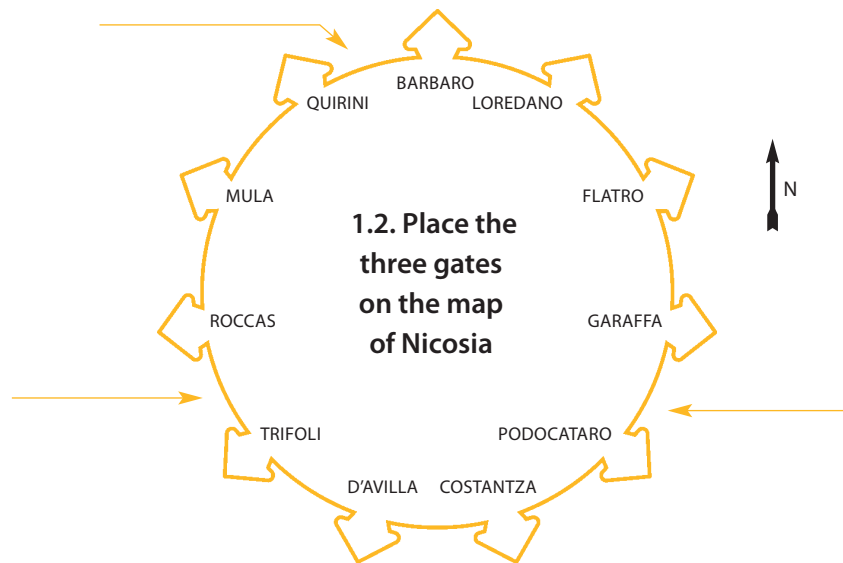 BARBARO
QUIRINI
LOREDANO
MULA
FLATRO
N
1.2. Place the
three gates
on the map
of Nicosia
ROCCAS
GARAFFA
TRIFOLI
PODOCATARO
D'AVILLA
COSTANTZA